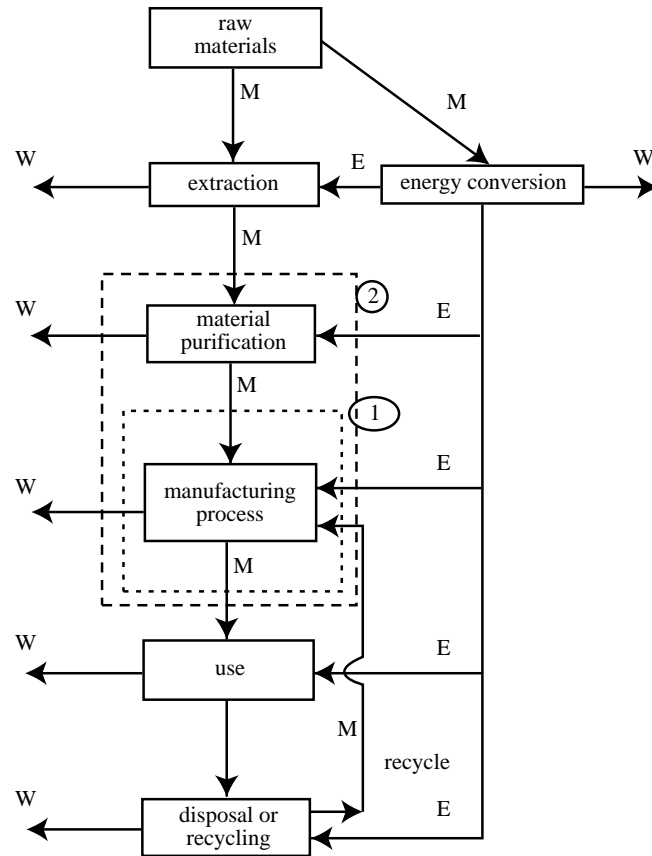 raw
materials
M
M
W
E
W
extraction
energy conversion
M
2
W
material
purification
E
M
1
W
manufacturing
process
E
M
W
use
E
M
recycle
W
disposal or
recycling
E